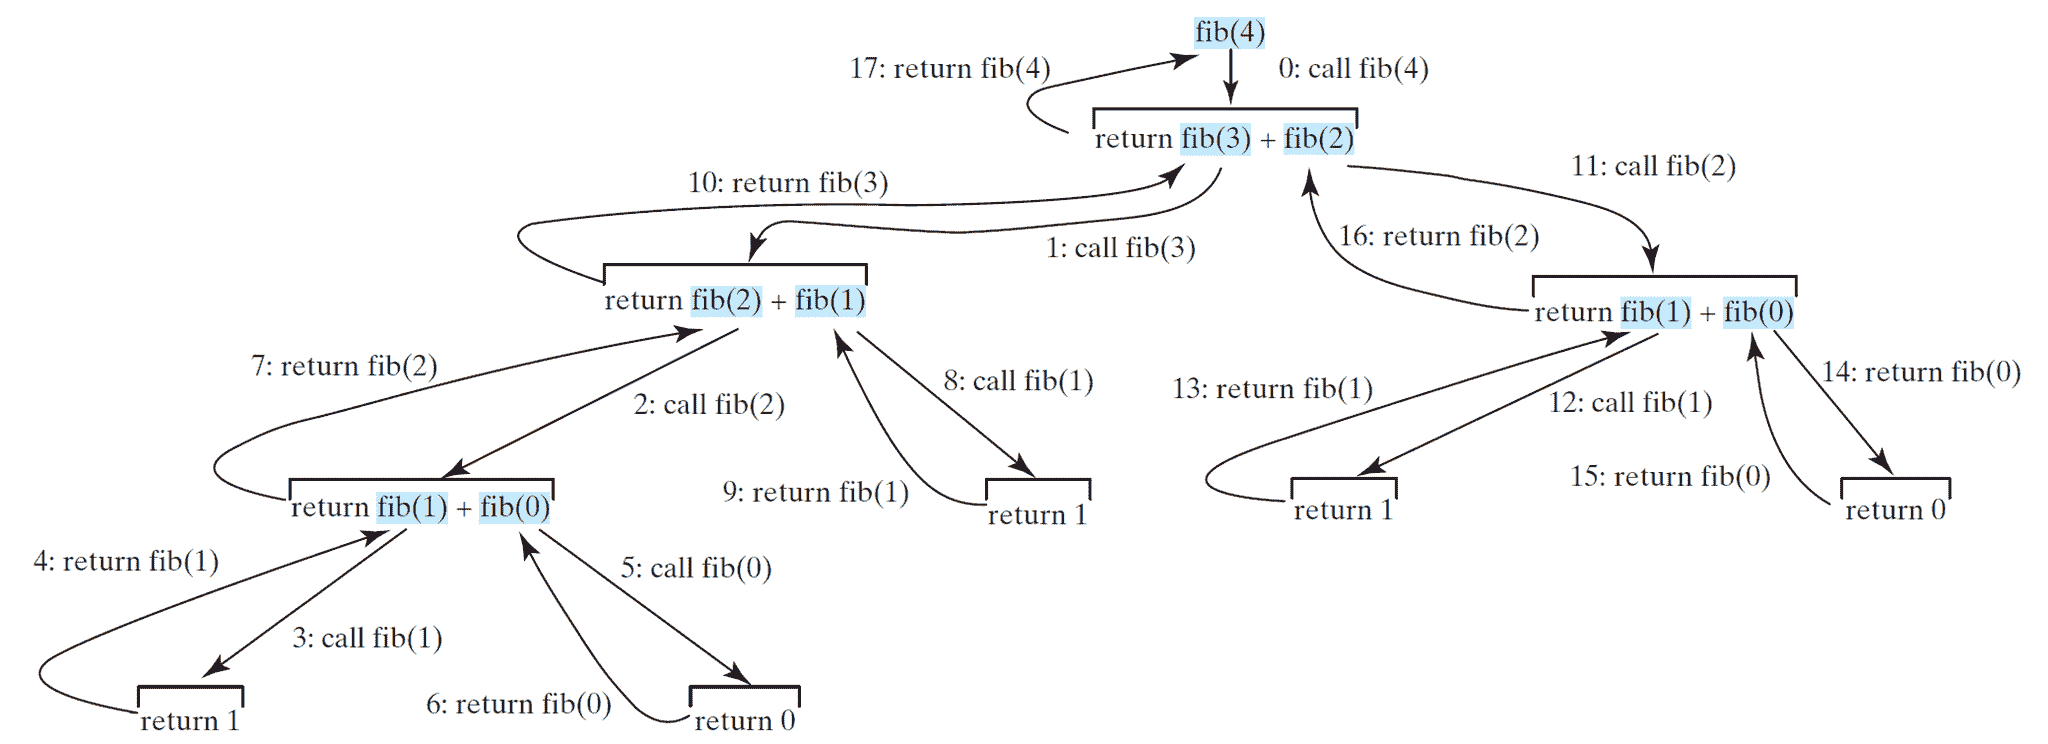 fib(4)
17: return fib(4)
0: call fib(4)
return fib(3) + fib(2)
10: return fib(3)
11: call fib(2)
1: call fib(3)
16: return fib(2)
return fib(2) + fib(1)
return fib(1) + fib(0)
7: return fib(2)
2: call fib(2)
8: call fib(1)
13: return fib(1)
12: call fib(1)
14: return fib(0)
return fib(1) + fib(0)
9: return fib(1)
return 1
return 1
15: return fib(0)
return 0
4: return fib(1)
5: call fib(0)
3: call fib(1)
6: return fib(0)
return 1
return 0